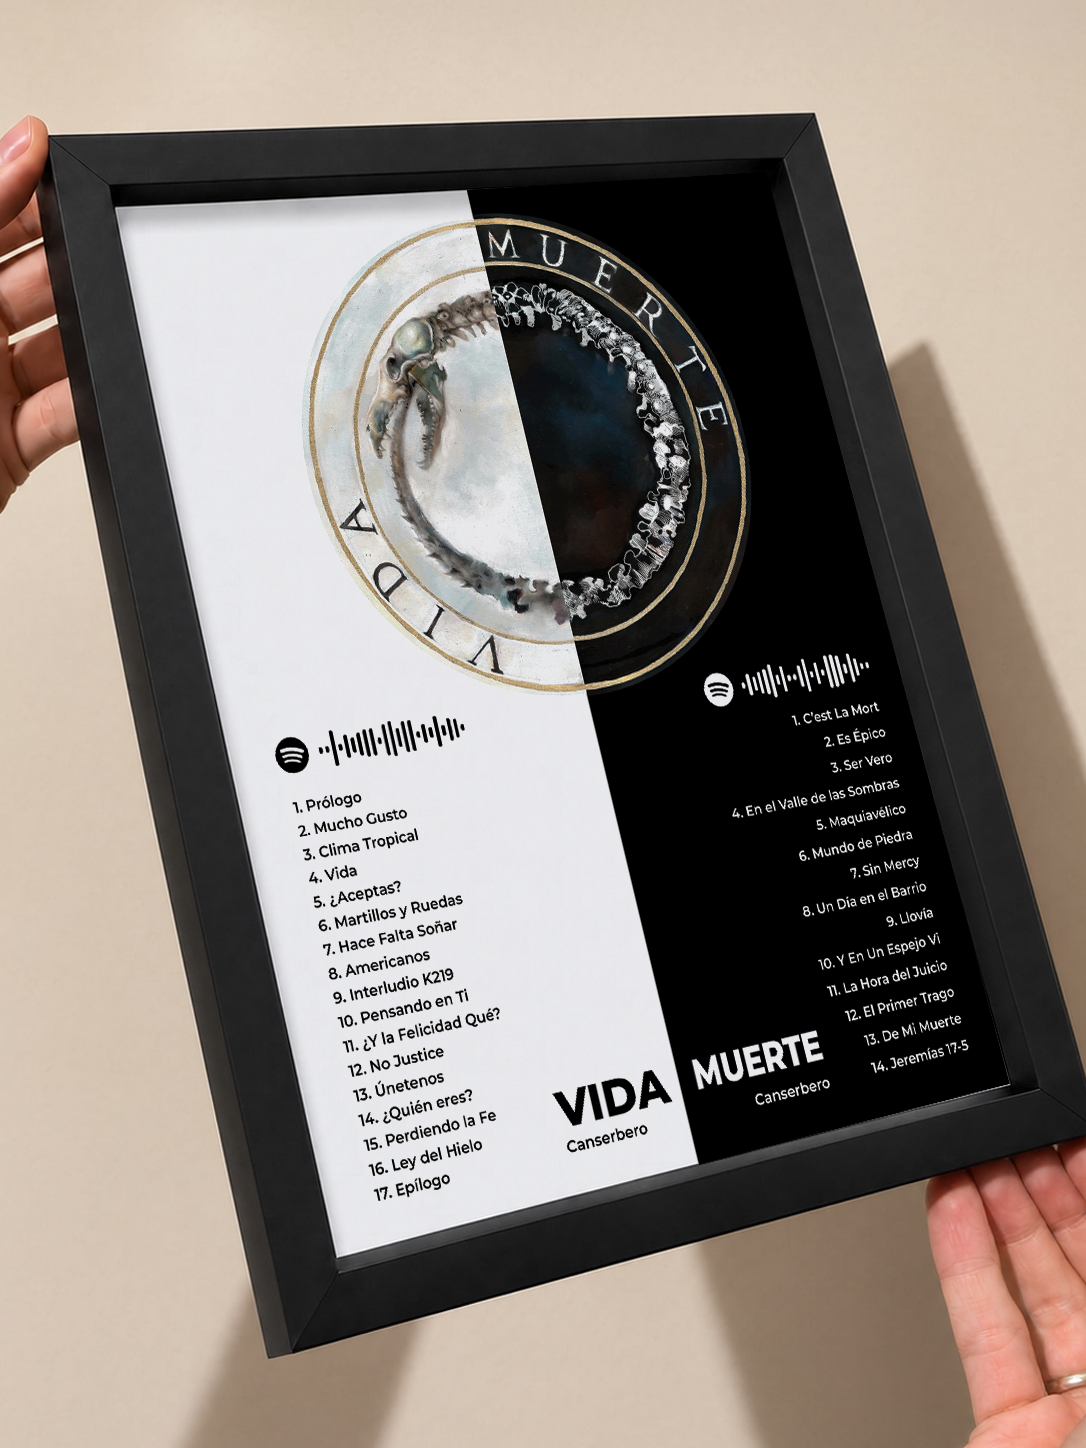 MUERTE
VIDA
1. Prólogo
2. Mucho Gusto
3. Clima Tropical
4. Vida
5. ¿Aceptas?
6. Martillos y Ruedas
7. Hace Falta Soñar
8. Americanos
9. Interludio K219
10. Pensando en Ti
11. ¿Y la Felicidad Qué?
12. No Justice
13. Únetenos
14. ¿Quién eres?
15. Perdiendo la Fe
16. Ley del Hielo
17. Epílogo
VIDA
Canserbero
1. C'est La Mort
2. Es Épico
3. Ser Vero
4. En el Valle de las Sombras
5. Maquiavélico
6. Mundo de Piedra
7. Sin Mercy
8. Un Día en el Barrio
9. Llovía
10. Y En Un Espejo Vi
11. La Hora del Juicio
12. El Primer Trago
13. De Mi Muerte
14. Jeremías 17-5
MUERTE
Canserbero